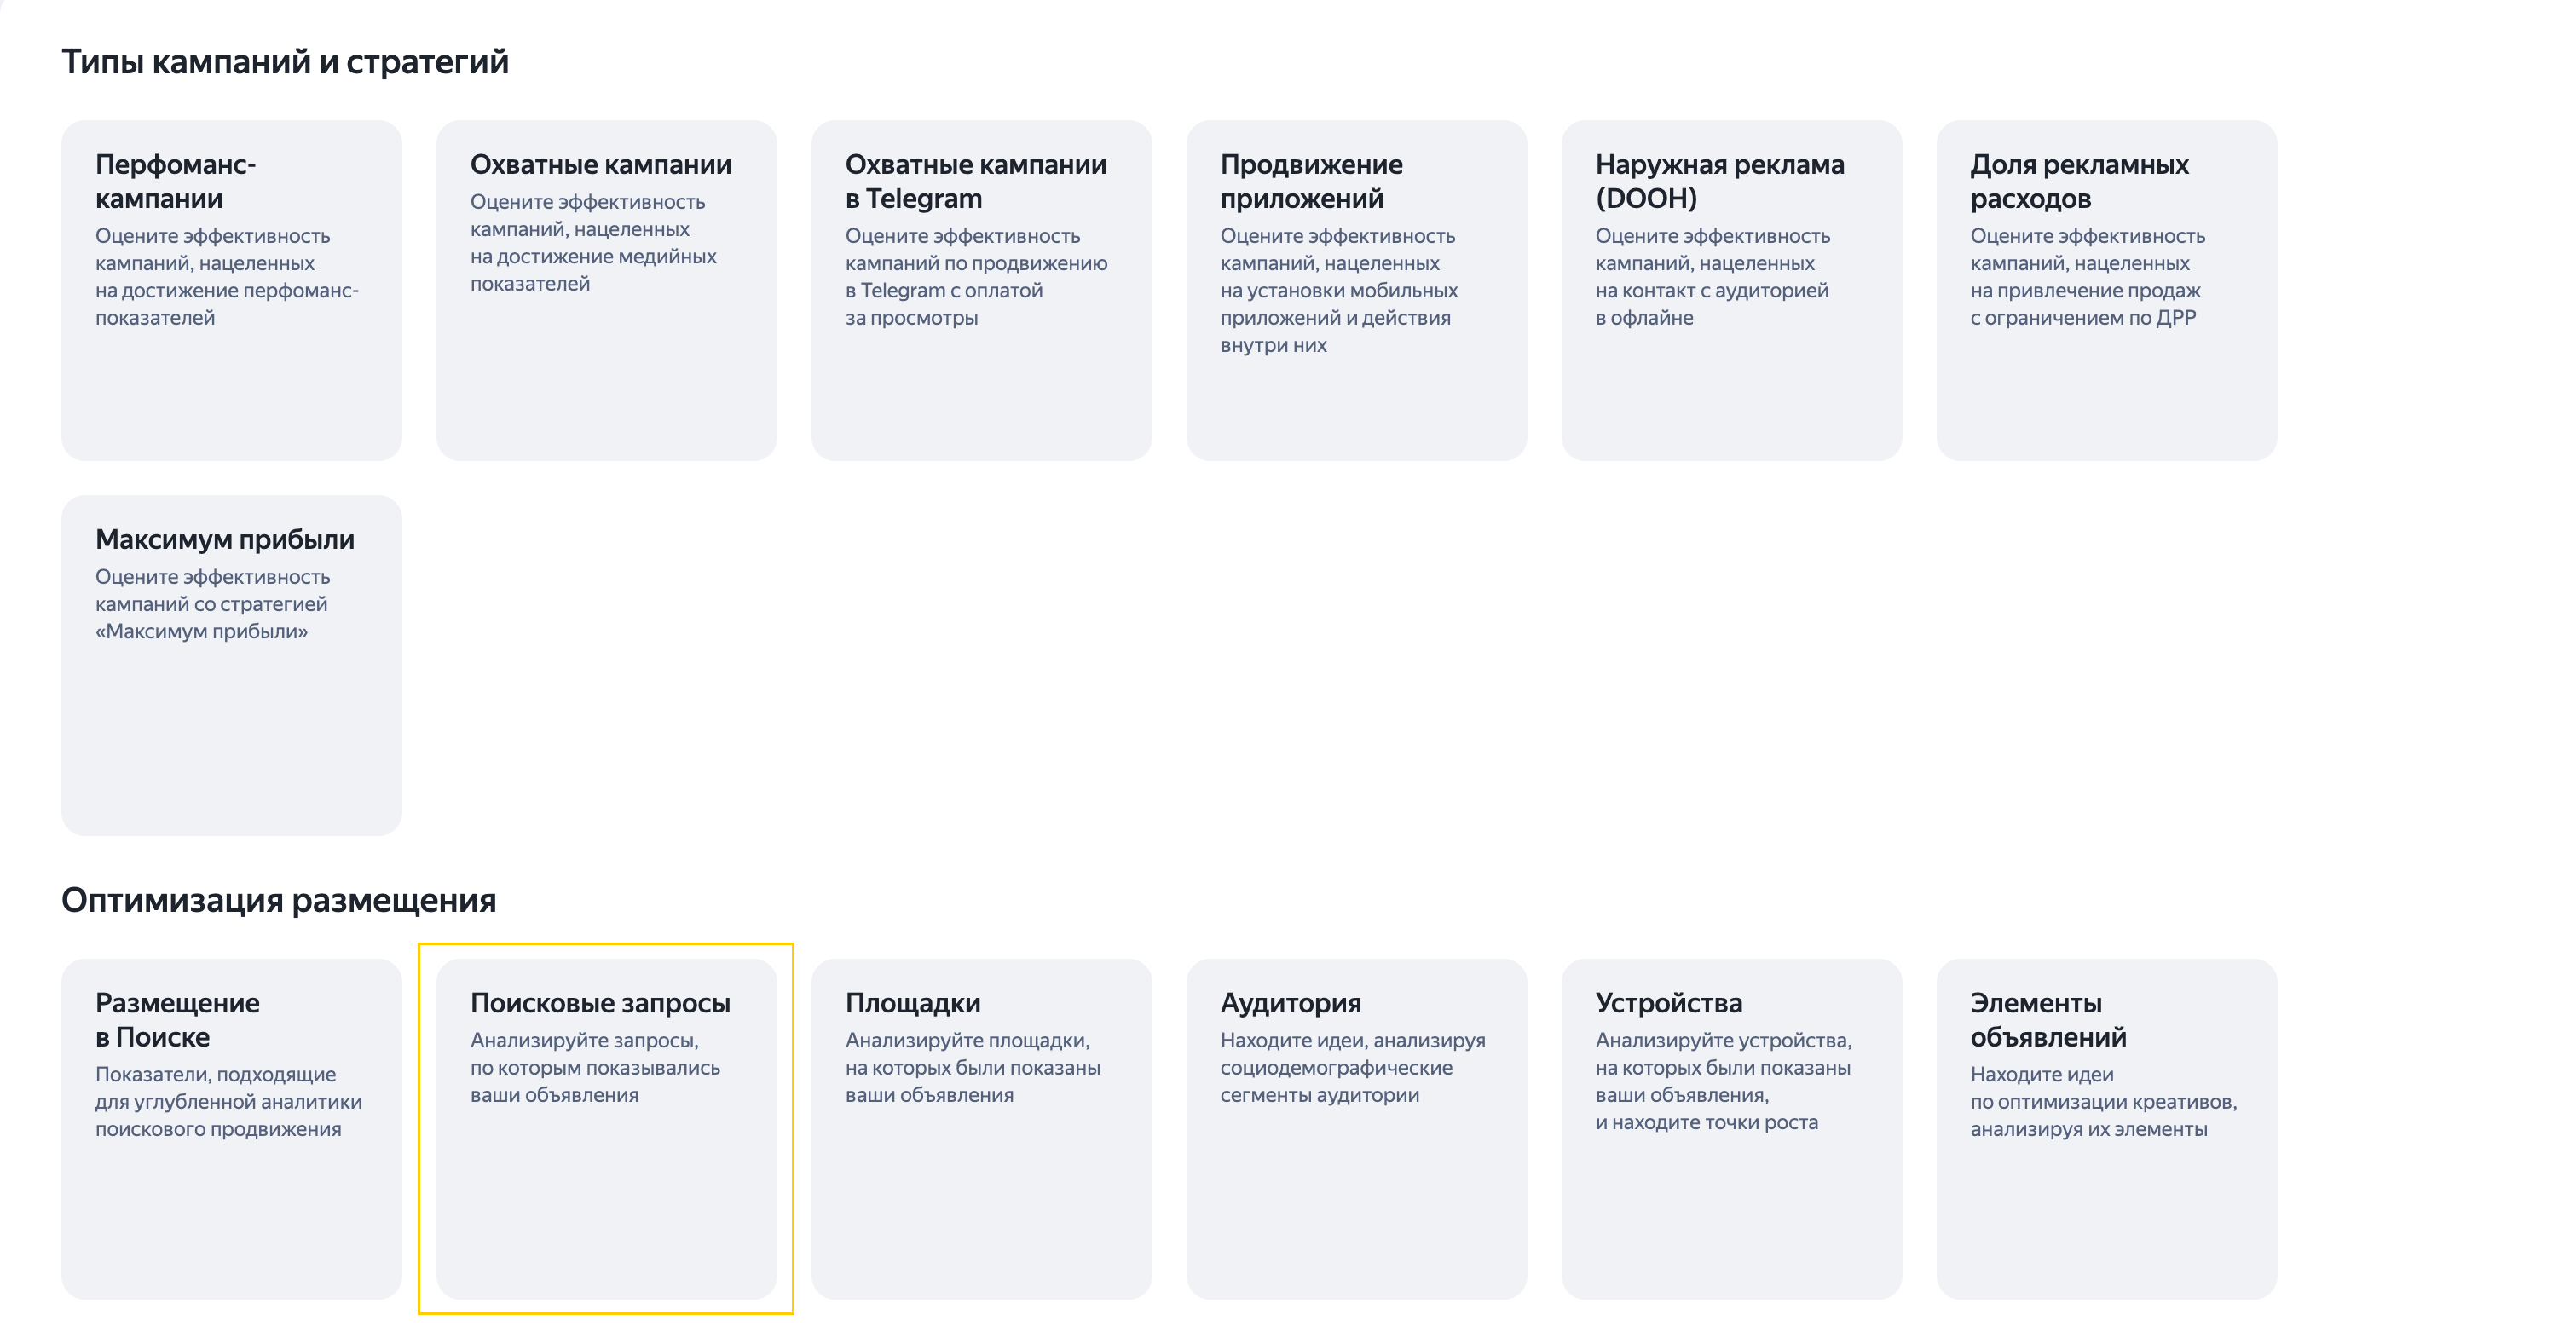 Типы кампаний и стратегий
Перфоманс-
кампании
Оцените эффективность
кампаний, нацеленных
на достижение перфоманс-
показателей
Охватные кампании
Оцените эффективность
кампаний, нацеленных
на достижение медийных
показателей
Охватные кампании
в Telegram
Оцените эффективность
кампаний по продвижению
в Telegram с оплатой
за просмотры
Продвижение
приложений
Оцените эффективность
кампаний, нацеленных
на установки мобильных
приложений и действия
внутри них
Наружная реклама
(DOOH)
Оцените эффективность
кампаний, нацеленных
на контакт с аудиторией
в офлайне
Доля рекламных
расходов
Оцените эффективность
кампаний, нацеленных
на привлечение продаж
с ограничением по ДРР
Максимум прибыли
Оцените эффективность
кампаний со стратегией
«Максимум прибыли»
Оптимизация размещения
Размещение
в Поиске
Показатели, подходящие
для углубленной аналитики
поискового продвижения
Поисковые запросы
Анализируйте запросы,
по которым показывались
ваши объявления
Площадки
Анализируйте площадки,
на которых были показаны
ваши объявления
Аудитория
Находите идеи, анализируя
социодемографические
сегменты аудитории
Устройства
Анализируйте устройства,
на которых были показаны
ваши объявления,
и находите точки роста
Элементы
объявлений
Находите идеи
по оптимизации креативов,
анализируя их элементы